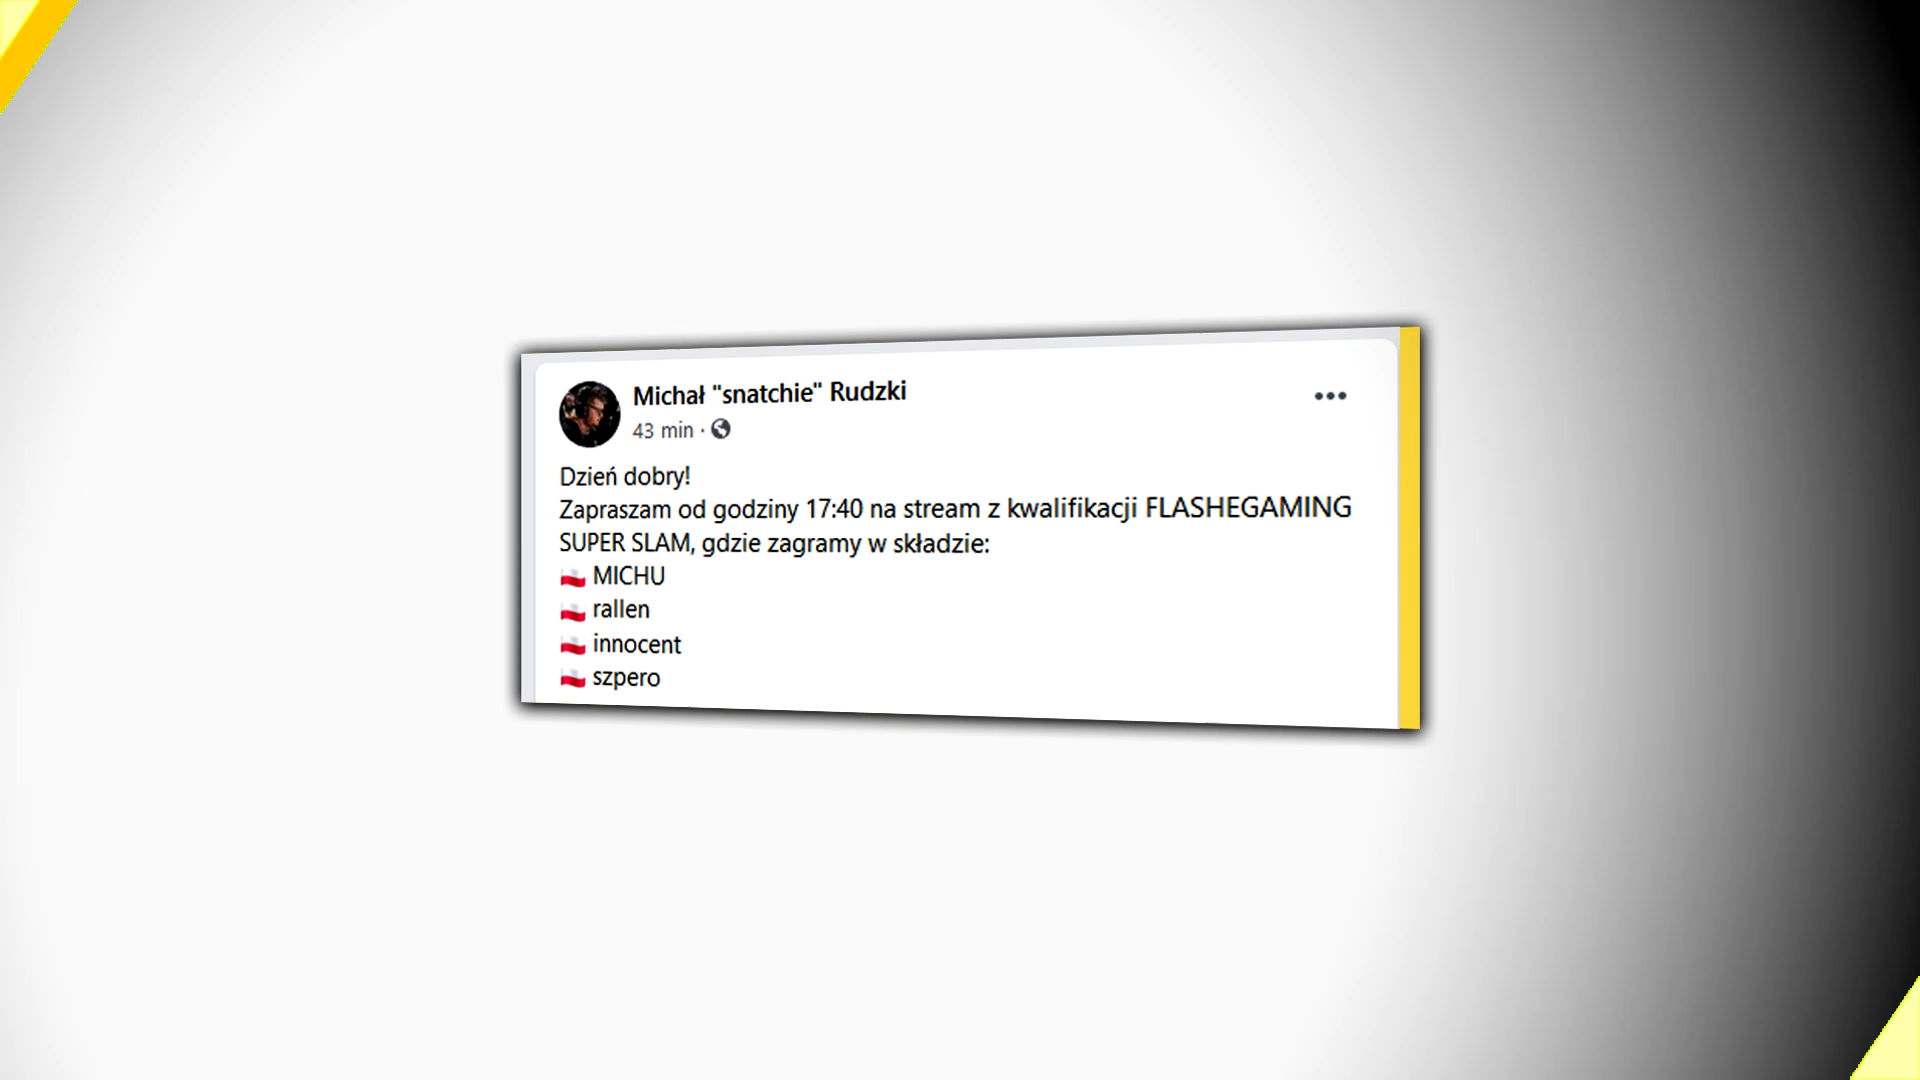 Michał "snatchie" Rudzki
43 min ·
Dzień dobry!
Zapraszam od godziny 17:40 na stream z kwalifikacji FLASHEGAMING
SUPER SLAM, gdzie zagramy w składzie:
🇵🇱 MICHU
🇵🇱 rallen
🇵🇱 innocent
🇵🇱 szpero